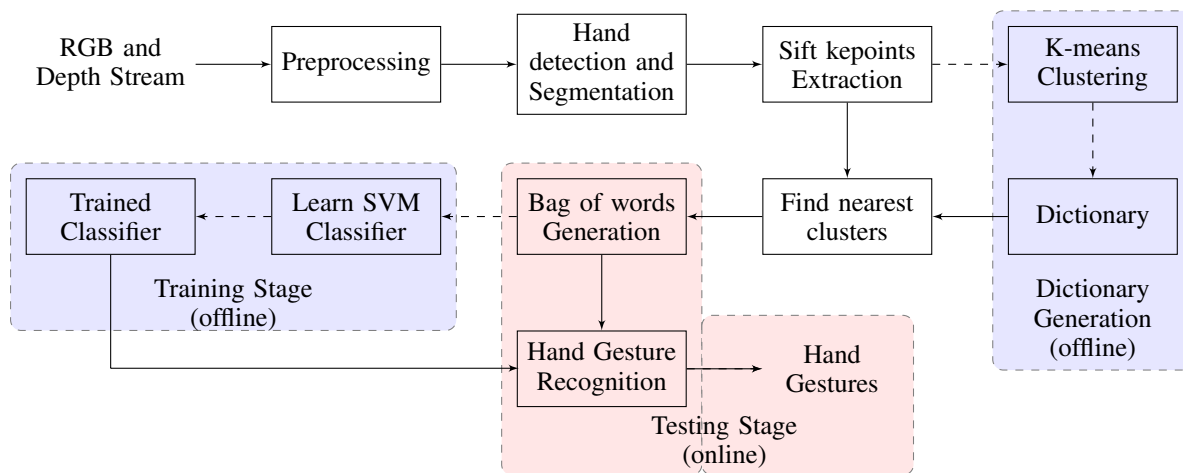 RGB and
Depth Stream
Preprocessing
Hand
detection and
Segmentation
Sift kepoints
Extraction
K-means
Clustering
Trained
Classifier
Learn SVM
Classifier
Bag of words
Generation
Find nearest
clusters
Dictionary
Training Stage
(offline)
Dictionary
Generation
(offline)
Hand Gesture
Recognition
Hand
Gestures
Testing Stage
(online)